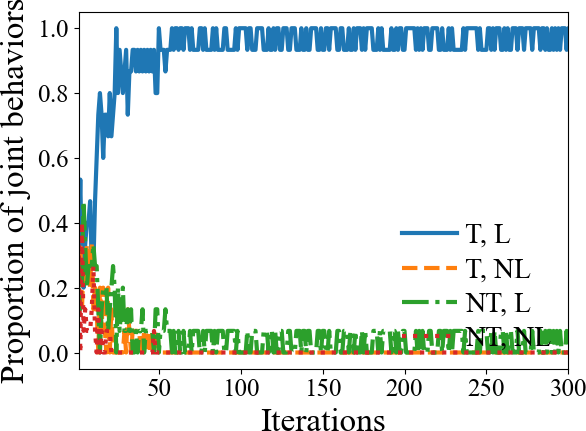 Proportion of joint behaviors
1.0
0.8
0.6
0.4
0.2
0.0
T, L
T, NL
NT, L
NT, NL
50 100 150 200 250 300
Iterations